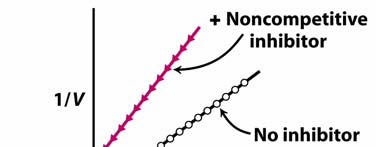 + Noncompetitive
inhibitor
1/V
No inhibitor